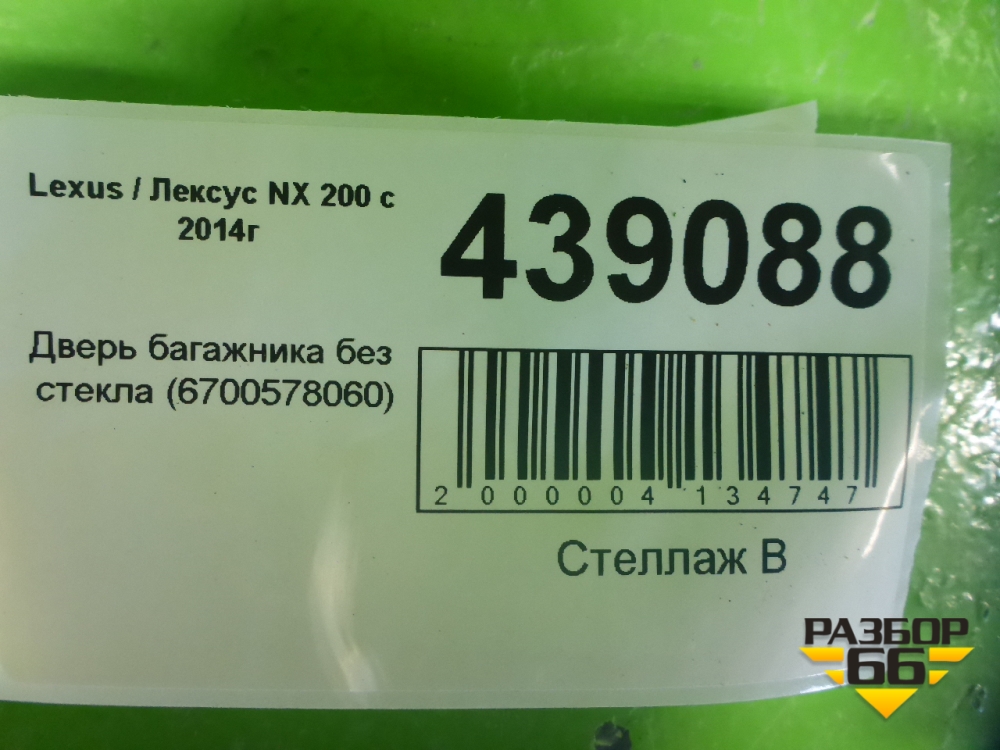 Lexus / Лексус NX 200 с
2014г
439088
Дверь багажника без
стекла (6700578060)
2 000004 134747
Стеллаж В
РАЗБОР
66